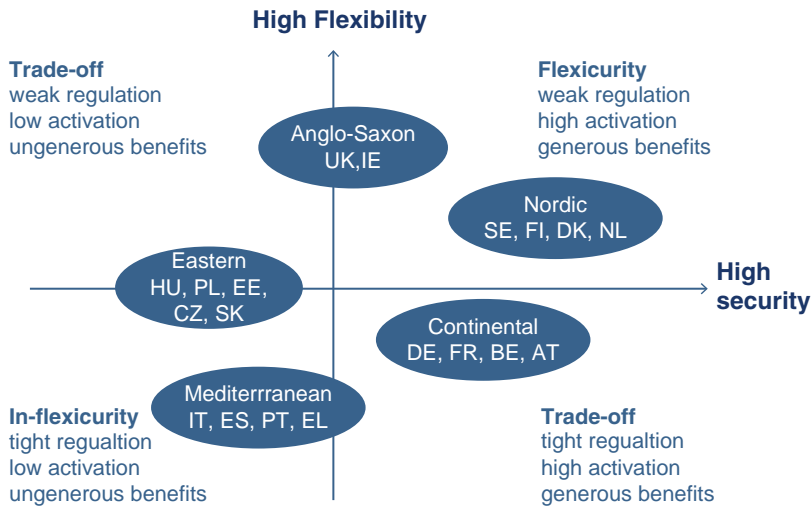 High Flexibility
Trade-off
weak regulation
low activation
ungenerous benefits
Flexicurity
weak regulation
high activation
generous benefits
Anglo-Saxon
UK,IE
Nordic
SE, FI, DK, NL
Eastern
HU, PL, EE,
CZ, SK
High
security
Continental
DE, FR, BE, AT
Mediterrranean
IT, ES, PT, EL
In-flexicurity
tight regualtion
low activation
ungenerous benefits
Trade-off
tight regualtion
high activation
generous benefits